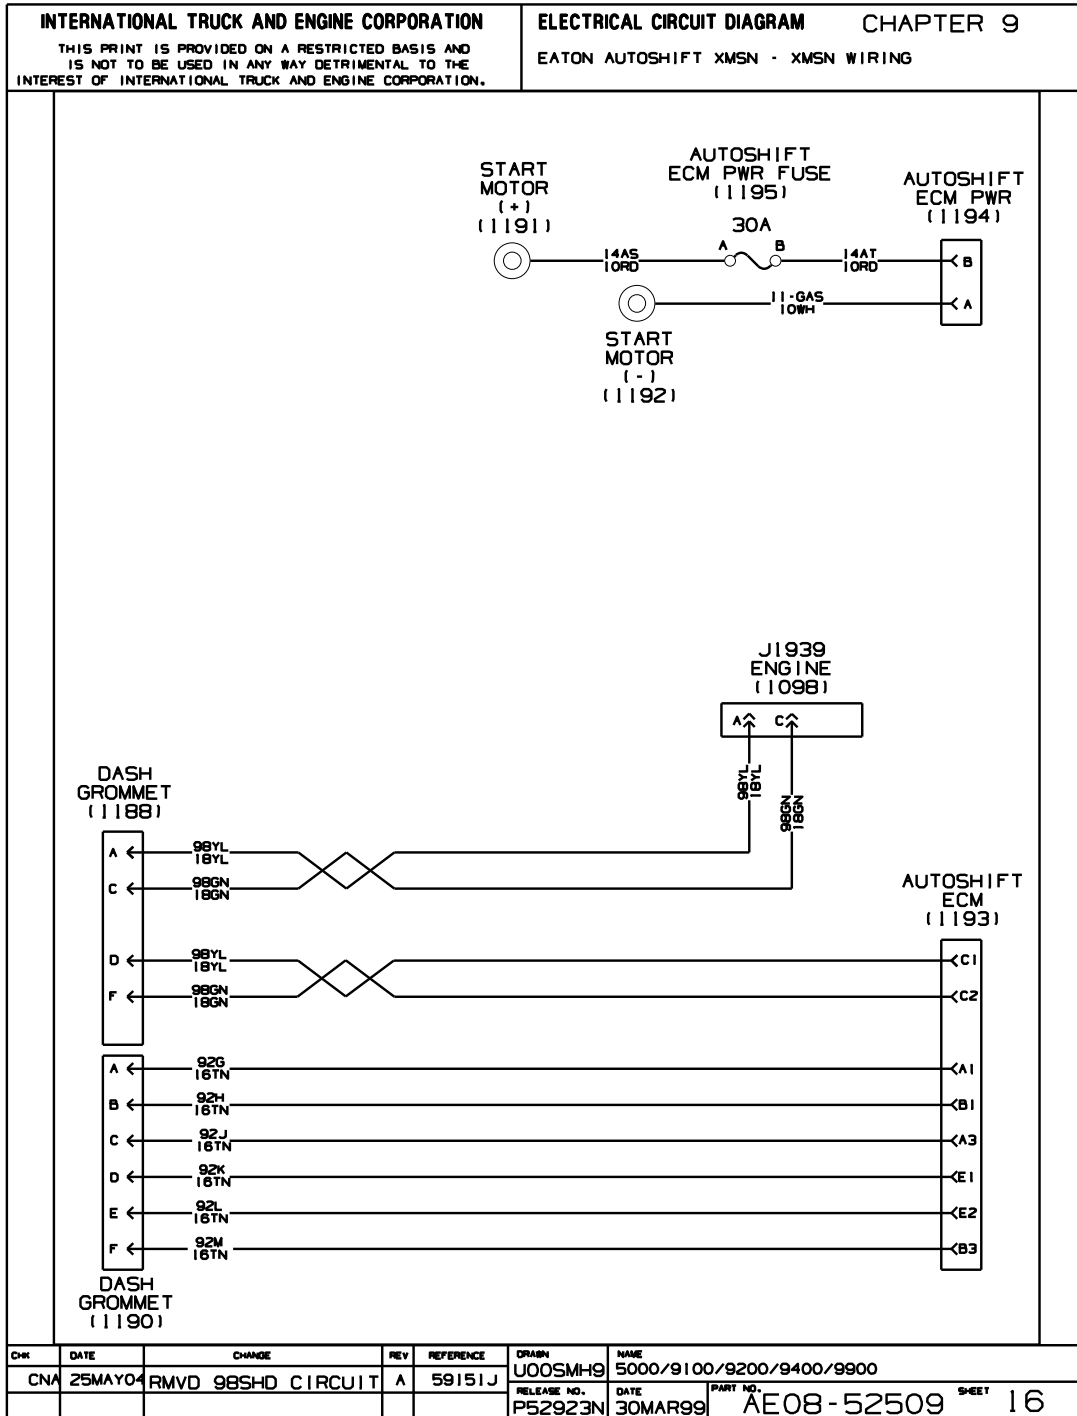 INTERNATIONAL TRUCK AND ENGINE CORPORATION
THIS PRINT IS PROVIDED ON A RESTRICTED BASIS AND
IS NOT TO BE USED IN ANY WAY DETRIMENTAL TO THE
INTEREST OF INTERNATIONAL TRUCK AND ENGINE CORPORATION.
ELECTRICAL CIRCUIT DIAGRAM CHAPTER 9
EATON AUTOSHIFT XMSN - XMSN WIRING
START
MOTOR
(+)
(1191)
AUTOSHIFT
ECM PWR FUSE
(1195)
30A
A B
AUTOSHIFT
ECM PWR
(1194)
14AS
10RD
14AT
10RD
B
11-GAS
10WH
A
START
MOTOR
(-)
(1192)
J1939
ENGINE
(1098)
A C
98YL
18YL
98GN
18GN
DASH
GROMMET
(1188)
A
98YL
18YL
C
98GN
18GN
AUTOSHIFT
ECM
(1193)
D
98YL
18YL
C1
F
98GN
18GN
C2
A
92G
16TN
A1
B
92H
16TN
B1
C
92J
16TN
A3
D
92K
16TN
E1
E
92L
16TN
E2
F
92M
16TN
B3
DASH
GROMMET
(1190)
CHK DATE CHANGE REV REFERENCE
CNA 25MAY04 RMVD 98SHD CIRCUIT A 59151J
DRAWN NAME
U00SMH9 5000/9100/9200/9400/9900
RELEASE NO. DATE PART NO. SHEET
P52923N 30MAR99 AE08-52509 16